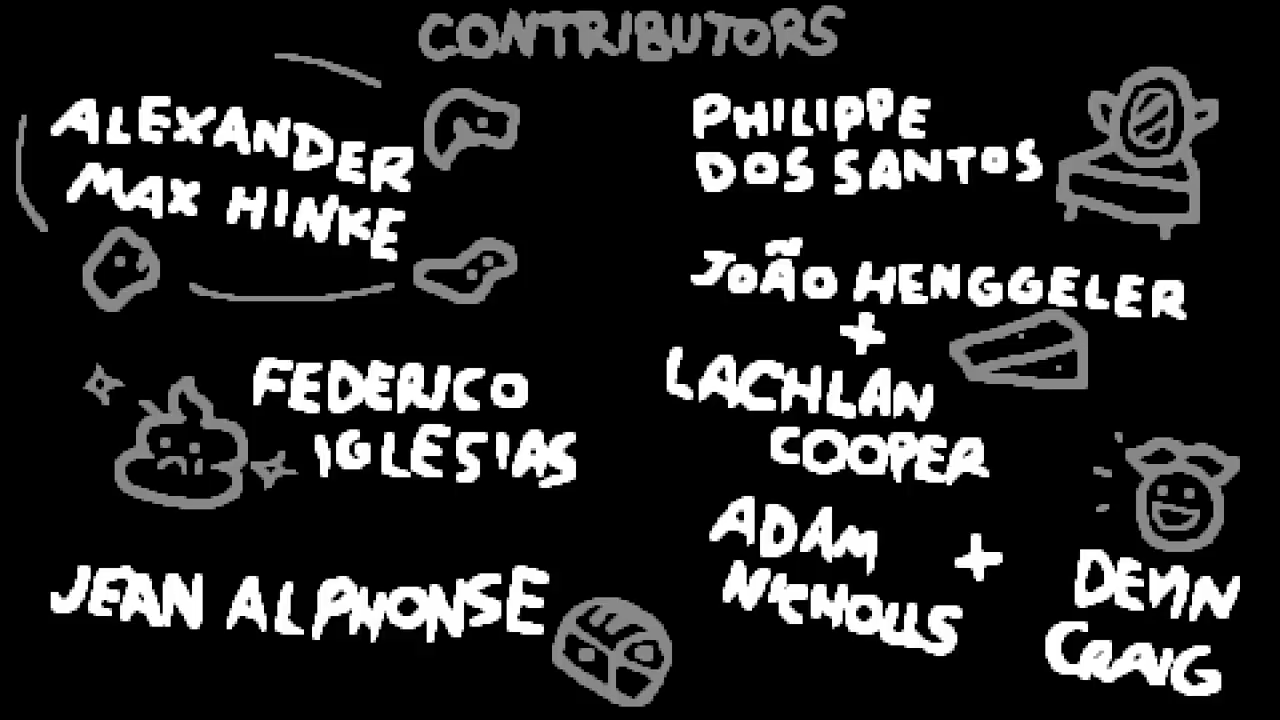 CONTRIBUTORS
ALEXANDER
MAX HINKE
FEDERICO
IGLESIAS
JEAN ALPHONSE
PHILIPPE
DOS SANTOS
JOÃO HENGGELER
+
LACHLAN
COOPER
ADAM
NICHOLLS
+
DEVIN
CRAIG